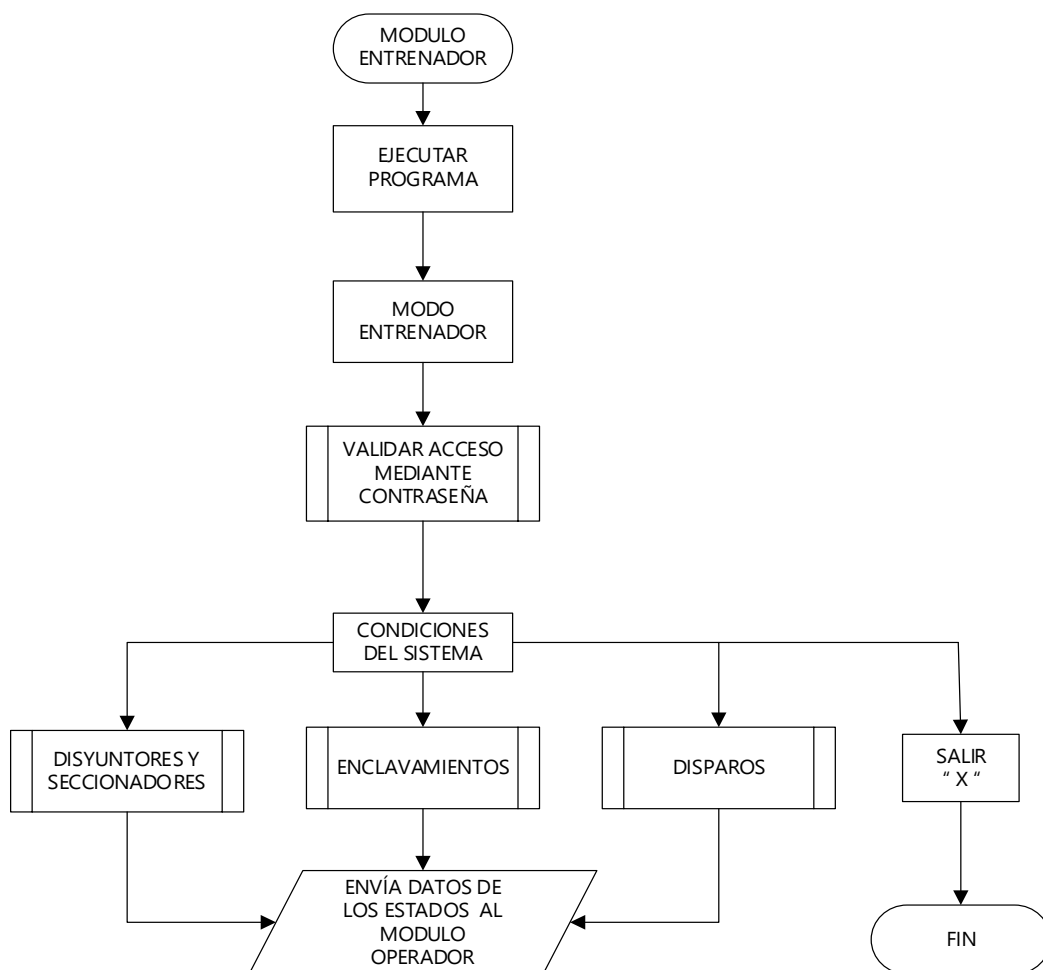 MODULO
ENTRENADOR
EJECUTAR
PROGRAMA
MODO
ENTRENADOR
VALIDAR ACCESO
MEDIANTE
CONTRASEÑA
CONDICIONES
DEL SISTEMA
DISYUNTORES Y
SECCIONADORES
ENCLAVAMIENTOS
DISPAROS
SALIR
“ X “
ENVÍA DATOS DE
LOS ESTADOS AL
MODULO
OPERADOR
FIN